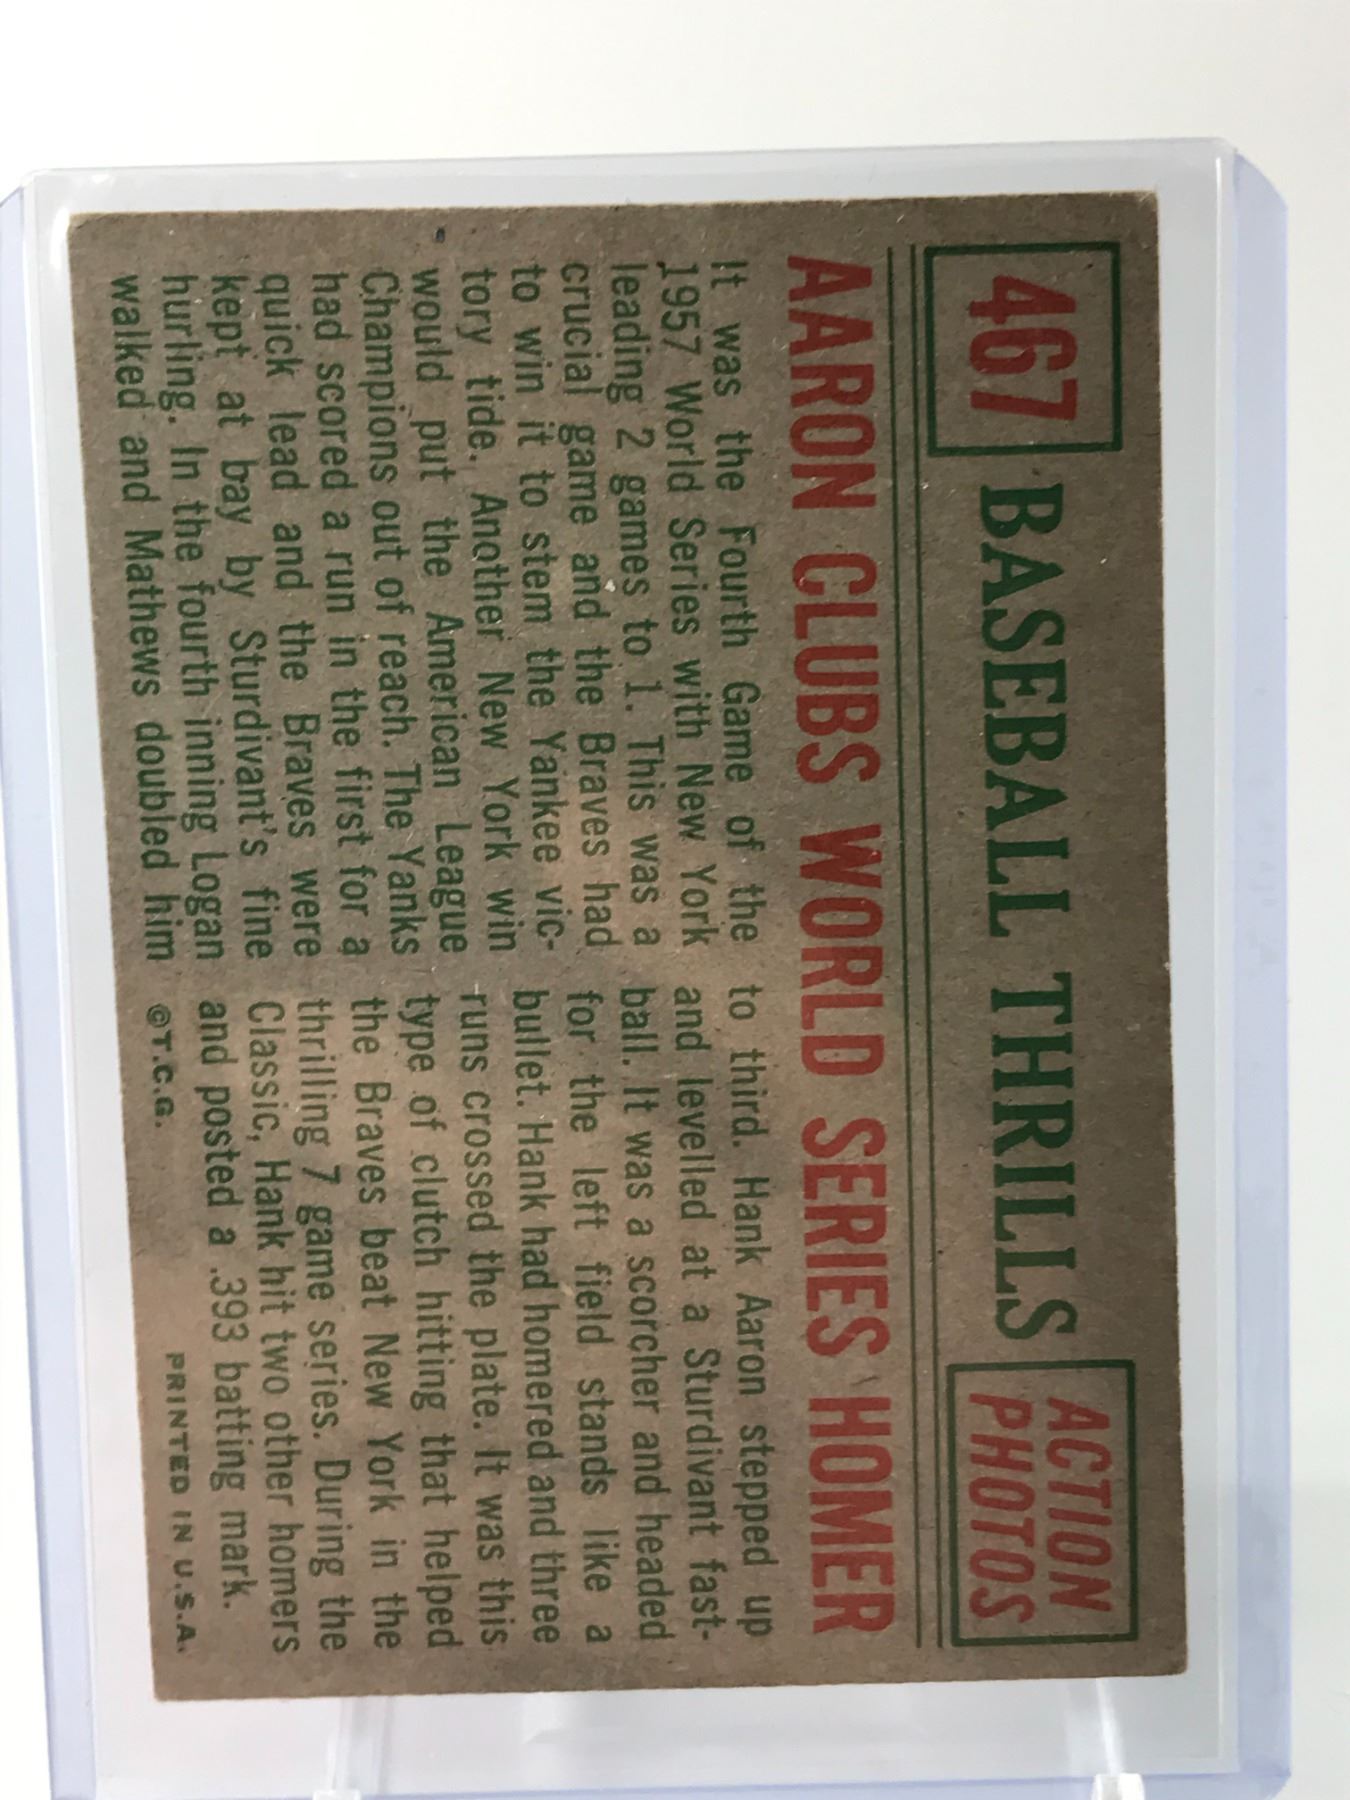 467
BASEBALL THRILLS
ACTION
PHOTOS
AARON CLUBS WORLD SERIES HOMER
It was the Fourth Game of the
1957 World Series with New York
leading 2 games to 1. This was a
crucial game and the Braves had
to win it to stem the Yankee vic-
tory tide. Another New York win
would put the American League
Champions out of reach. The Yanks
had scored a run in the first for a
quick lead and the Braves were
kept at bay by Sturdivant's fine
hurling. In the fourth inning Logan
walked and Mathews doubled him
to third. Hank Aaron stepped up
and levelled at a Sturdivant fast-
ball. It was a scorcher and headed
for the left field stands like a
bullet. Hank had homered and three
runs crossed the plate. It was this
type of clutch hitting that helped
the Braves beat New York in the
thrilling 7 game series. During the
Classic, Hank hit two other homers
and posted a .393 batting mark.
©T.C.G.
PRINTED IN U.S.A.